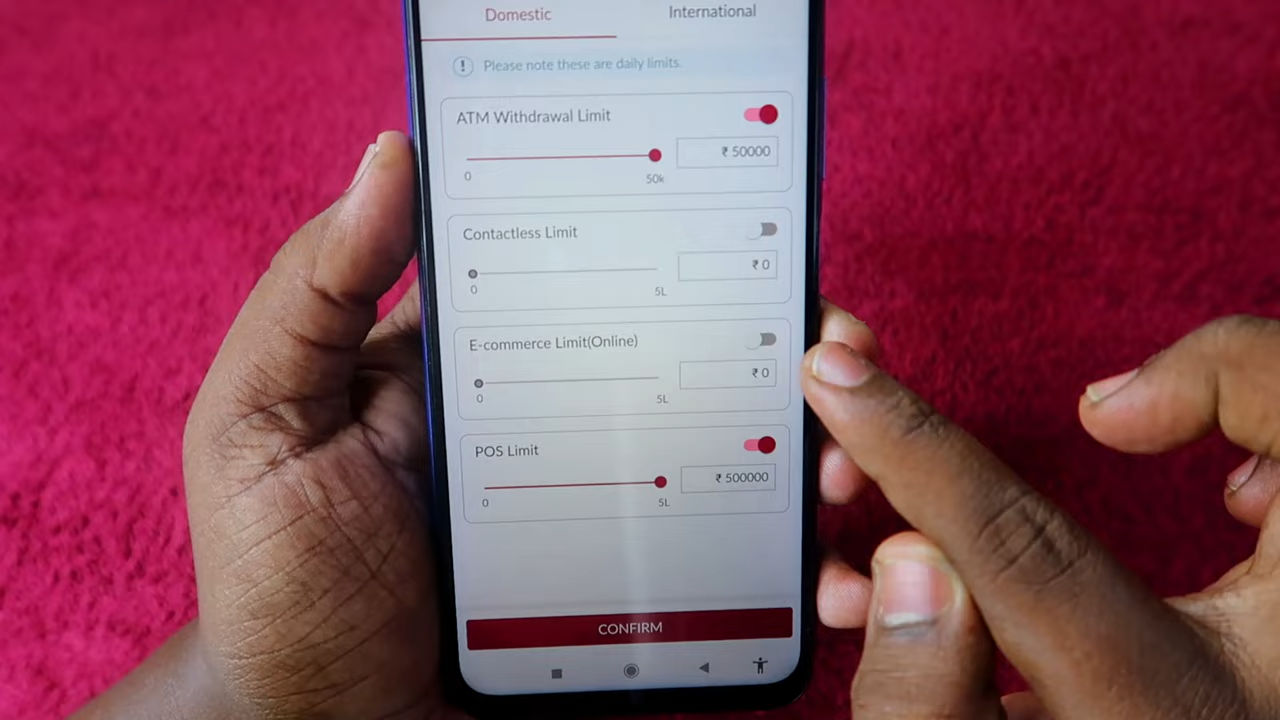 Domestic International
Please note these are daily limits.
ATM Withdrawal Limit
₹ 50000
0 50k
Contactless Limit
₹ 0
0 5L
E-commerce Limit(Online)
₹ 0
0 5L
POS Limit
₹ 500000
0 5L
CONFIRM